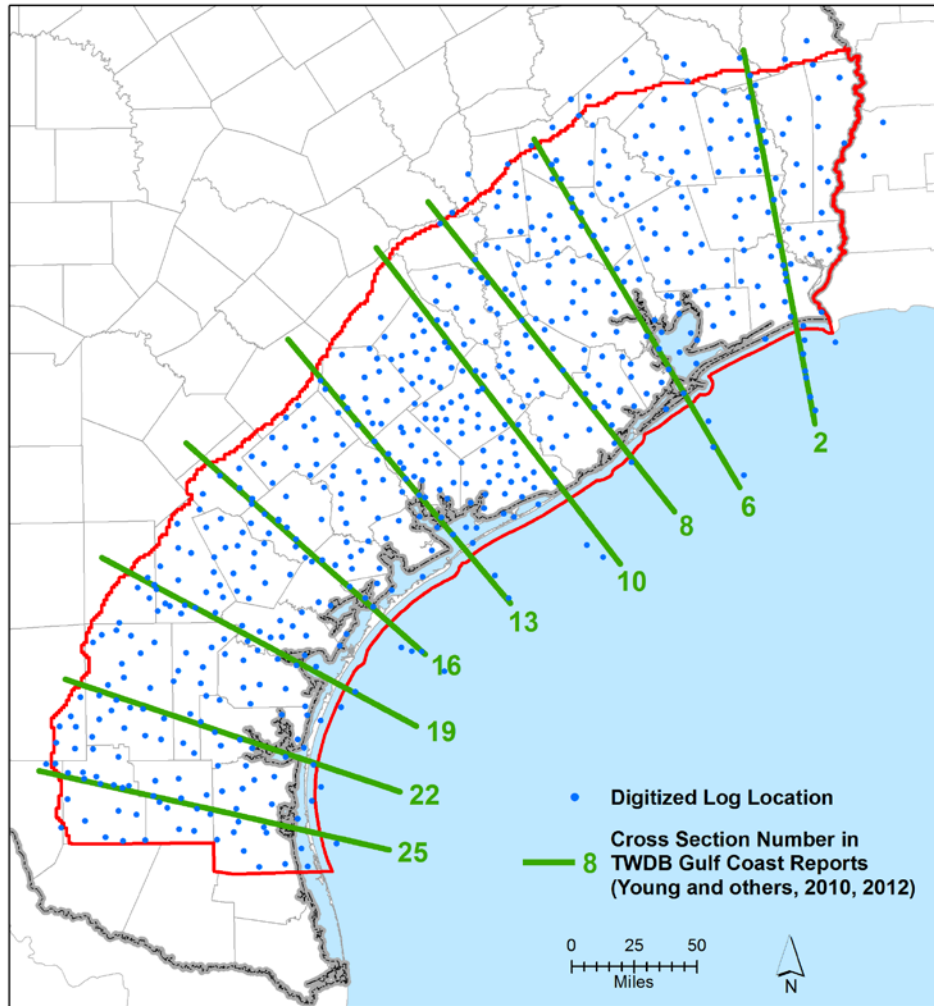 2
6
8
10
13
16
19
22
25
Digitized Log Location
8
Cross Section Number in
TWDB Gulf Coast Reports
(Young and others, 2010, 2012)
0 25 50
Miles
N